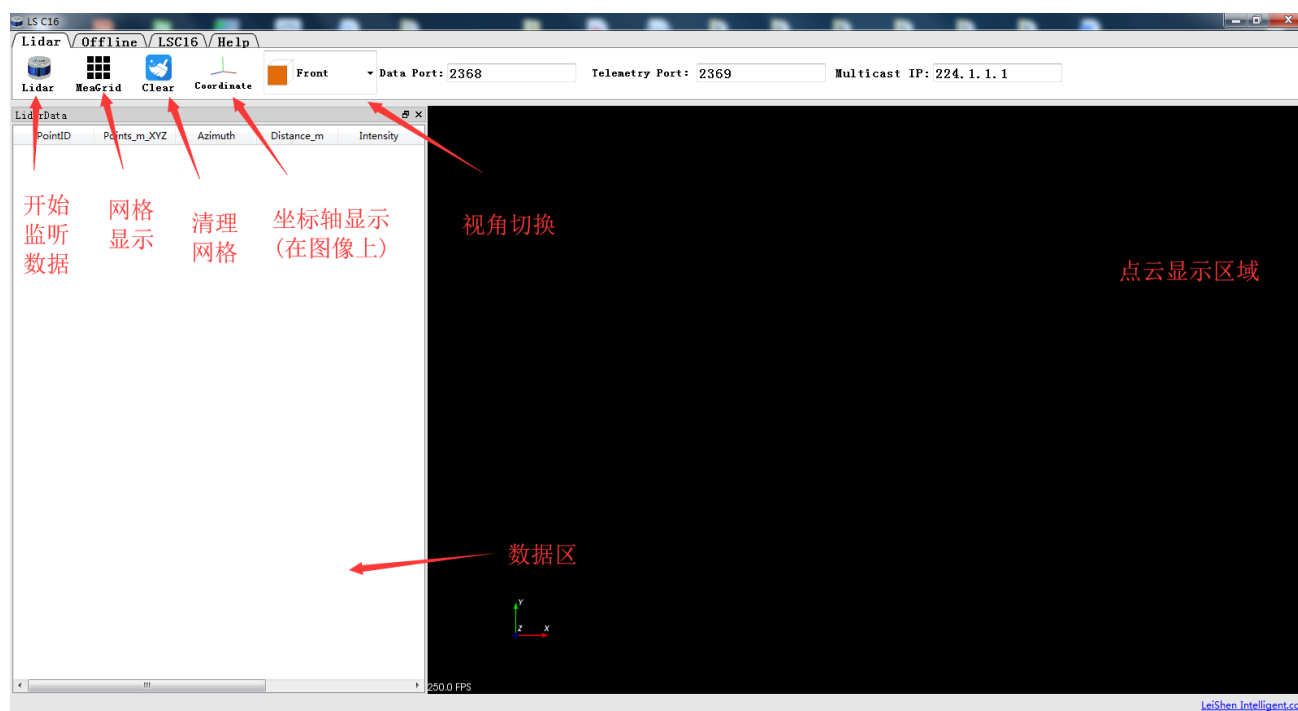 LS C16
Lidar Offline LSC16 Help
Lidar MeaGrid Clear Coordinate Front Data Port: 2368 Telemetry Port: 2369 Multicast IP: 224.1.1.1
LidarData
PointID Points_m_XYZ Azimuth Distance_m Intensity
开始
监听
数据
网格
显示
清理
网格
坐标轴显示
(在图像上)
视角切换
点云显示区域
数据区
Y
Z X
250.0 FPS
LeiShen Intelligent.co